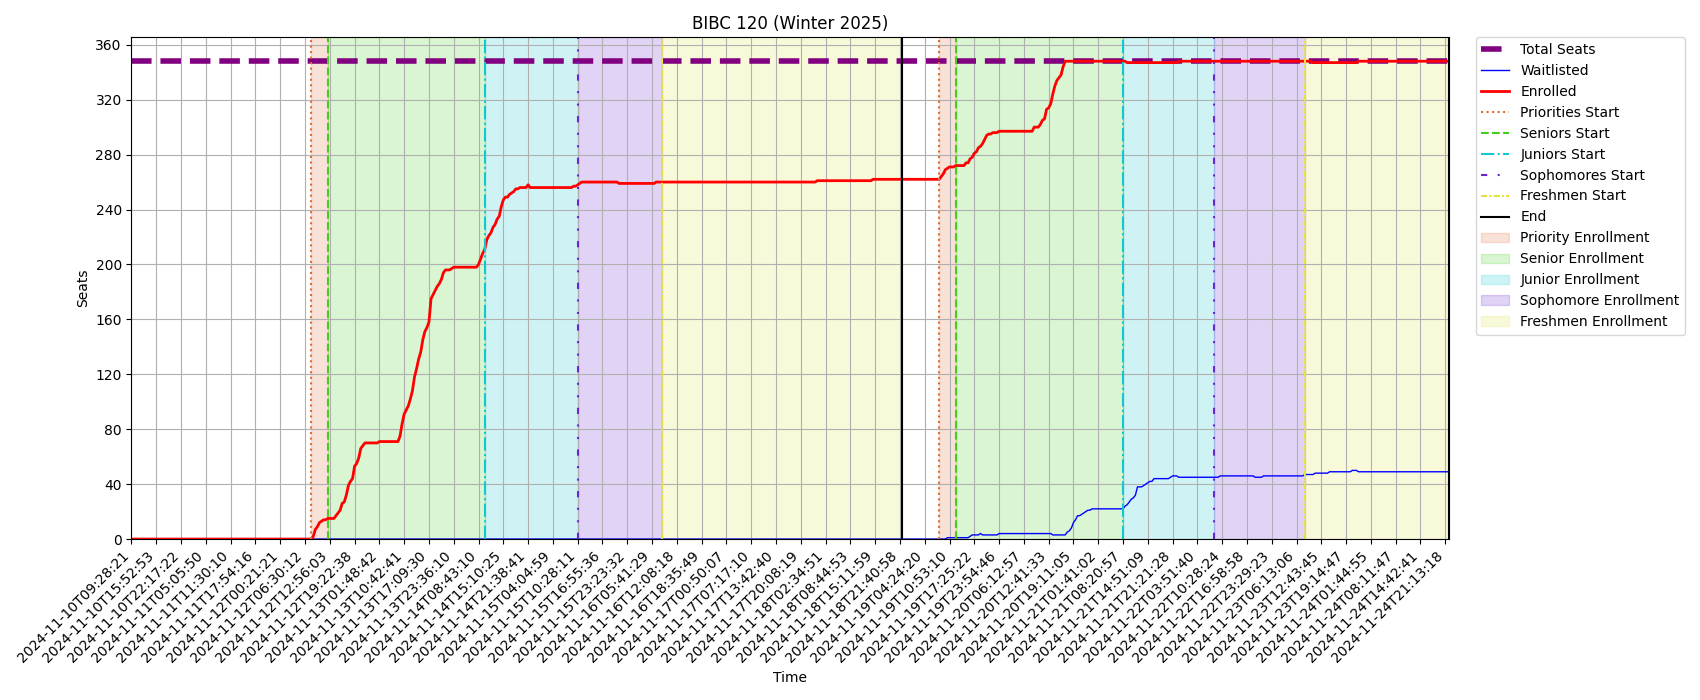 BIBC 120 (Winter 2025)
360
320
280
240
200
160
120
80
40
0
Seats
2024-11-10T09:28:21
2024-11-10T15:52:53
2024-11-10T22:17:22
2024-11-11T05:05:50
2024-11-11T11:30:10
2024-11-11T17:54:16
2024-11-12T00:21:21
2024-11-12T06:30:12
2024-11-12T12:56:03
2024-11-12T19:22:38
2024-11-13T01:48:42
2024-11-13T10:42:41
2024-11-13T17:09:30
2024-11-13T23:36:10
2024-11-14T08:43:10
2024-11-14T15:10:25
2024-11-14T21:38:41
2024-11-15T04:04:59
2024-11-15T10:28:11
2024-11-15T16:55:36
2024-11-15T23:23:32
2024-11-16T05:41:29
2024-11-16T12:08:18
2024-11-16T18:35:49
2024-11-17T00:50:07
2024-11-17T07:17:10
2024-11-17T13:42:40
2024-11-17T20:08:19
2024-11-18T02:34:51
2024-11-18T08:44:53
2024-11-18T15:11:59
2024-11-18T21:40:58
2024-11-19T04:24:20
2024-11-19T10:53:10
2024-11-19T17:25:22
2024-11-19T23:54:46
2024-11-20T06:12:57
2024-11-20T12:41:33
2024-11-20T19:11:05
2024-11-21T01:41:02
2024-11-21T08:20:57
2024-11-21T14:51:09
2024-11-21T21:21:28
2024-11-22T03:51:40
2024-11-22T10:28:24
2024-11-22T16:58:58
2024-11-22T23:29:23
2024-11-23T06:13:06
2024-11-23T12:43:45
2024-11-23T19:14:47
2024-11-24T01:44:55
2024-11-24T08:11:47
2024-11-24T14:42:41
2024-11-24T21:13:18
Time
Total Seats
Waitlisted
Enrolled
Priorities Start
Seniors Start
Juniors Start
Sophomores Start
Freshmen Start
End
Priority Enrollment
Senior Enrollment
Junior Enrollment
Sophomore Enrollment
Freshmen Enrollment